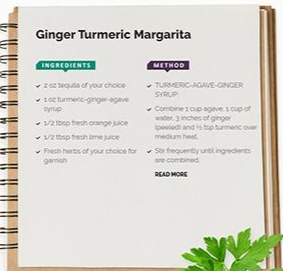 Ginger Turmeric Margarita
INGREDIENTS
2 oz tequila of your choice
1 oz turmeric-ginger-agave
syrup
1/2 tbsp fresh orange juice
1/2 tbsp fresh lime juice
Fresh herbs of your choice for
garnish
METHOD
TURMERIC-AGAVE-GINGER
SYRUP:
Combine 1 cup agave, 1 cup of
water, 3 inches of ginger
(peeled) and ½ tsp turmeric over
medium heat.
Stir frequently until ingredients
are combined.
READ MORE